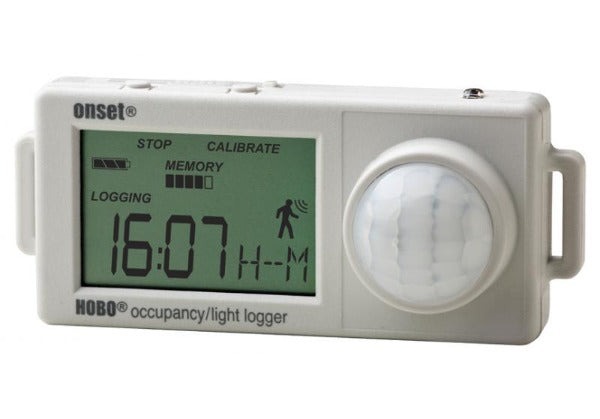 onset®
STOP CALIBRATE
MEMORY
LOGGING
16:07 H--M
HOBO® occupancy/light logger